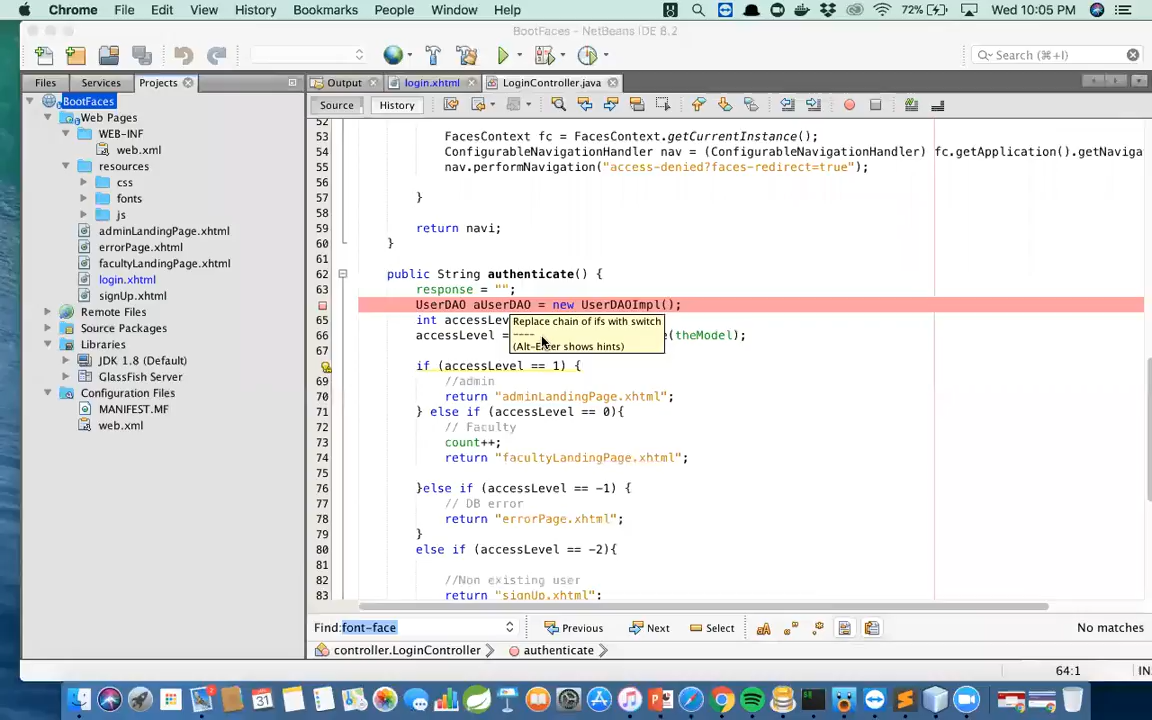 Chrome File Edit View History Bookmarks People Window Help 72% Wed 10:05 PM
BootFaces – NetBeans IDE 8.2
Search (⌘+I)
Files Services Projects Output login.xhtml LoginController.java
Source History
BootFaces
Web Pages
WEB-INF
web.xml
resources
css
fonts
js
adminLandingPage.xhtml
errorPage.xhtml
facultyLandingPage.xhtml
login.xhtml
signUp.xhtml
Remote Files
Source Packages
Libraries
JDK 1.8 (Default)
GlassFish Server
Configuration Files
MANIFEST.MF
web.xml
52
53 FacesContext fc = FacesContext.getCurrentInstance();
54 ConfigurableNavigationHandler nav = (ConfigurableNavigationHandler) fc.getApplication().getNaviga
55 nav.performNavigation("access-denied?faces-redirect=true");
56
57 }
58
59 return navi;
60 }
61
62 public String authenticate() {
63 response = "";
UserDAO aUserDAO = new UserDAOImpl();
65 int accessLev
66 accessLevel = e(theModel);
Replace chain of ifs with switch
----
(Alt-Enter shows hints)
67
if (accessLevel == 1) {
69 //admin
70 return "adminLandingPage.xhtml";
71 } else if (accessLevel == 0){
72 // Faculty
73 count++;
74 return "facultyLandingPage.xhtml";
75
76 }else if (accessLevel == -1) {
77 // DB error
78 return "errorPage.xhtml";
79 }
80 else if (accessLevel == -2){
81
82 //Non existing user
83 return "signUp.xhtml";
Find: font-face Previous Next Select No matches
controller.LoginController authenticate
64:1 IN
31